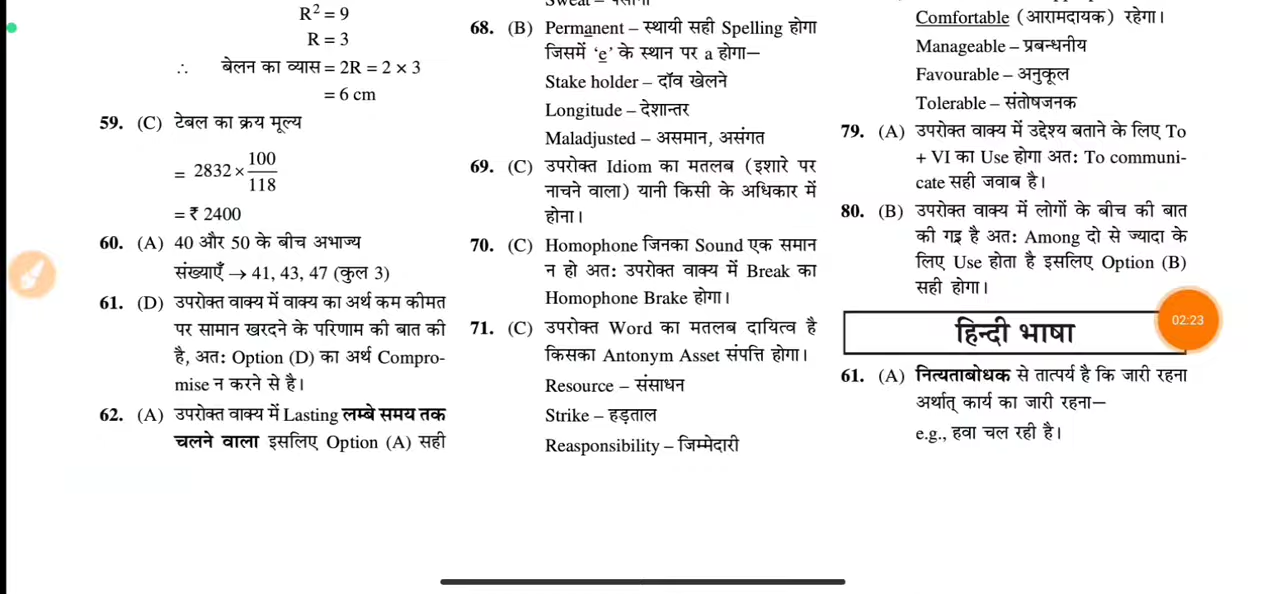 R² = 9
R = 3
∴ बेलन का व्यास = 2R = 2 × 3
= 6 cm
59. (C) टेबल का क्रय मूल्य
= 2832 × 100/118
= ₹ 2400
60. (A) 40 और 50 के बीच अभाज्य
संख्याएँ → 41, 43, 47 (कुल 3)
61. (D) उपरोक्त वाक्य में वाक्य का अर्थ कम कीमत
पर सामान खरदने के परिणाम की बात की
है, अतः Option (D) का अर्थ Compro-
mise न करने से है।
62. (A) उपरोक्त वाक्य में Lasting लम्बे समय तक
चलने वाला इसलिए Option (A) सही
68. (B) Permanent – स्थायी सही Spelling होगा
जिसमें ‘e’ के स्थान पर a होगा—
Stake holder – दॉव खेलने
Longitude – देशान्तर
Maladjusted – असमान, असंगत
69. (C) उपरोक्त Idiom का मतलब (इशारे पर
नाचने वाला) यानी किसी के अधिकार में
होना।
70. (C) Homophone जिनका Sound एक समान
न हो अतः उपरोक्त वाक्य में Break का
Homophone Brake होगा।
71. (C) उपरोक्त Word का मतलब दायित्व है
किसका Antonym Asset संपत्ति होगा।
Resource – संसाधन
Strike – हड़ताल
Reasponsibility – जिम्मेदारी
Comfortable (आरामदायक) रहेगा।
Manageable – प्रबन्धनीय
Favourable – अनुकूल
Tolerable – संतोषजनक
79. (A) उपरोक्त वाक्य में उद्देश्य बताने के लिए To
+ VI का Use होगा अतः To communi-
cate सही जवाब है।
80. (B) उपरोक्त वाक्य में लोगों के बीच की बात
की गइ है अतः Among दो से ज्यादा के
लिए Use होता है इसलिए Option (B)
सही होगा।
02:23
हिन्दी भाषा
61. (A) नित्यताबोधक से तात्पर्य है कि जारी रहना
अर्थात् कार्य का जारी रहना—
e.g., हवा चल रही है।